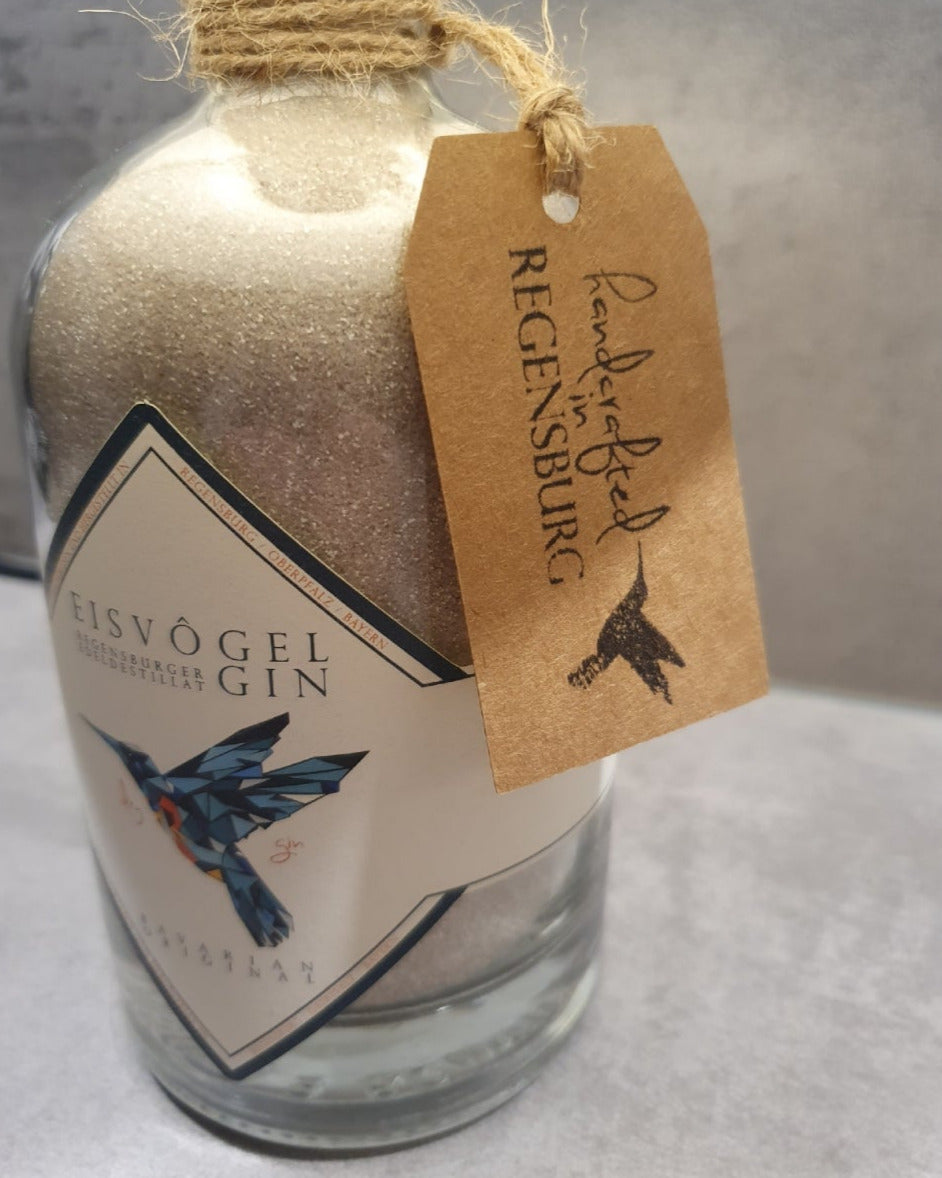 REGENSBURG / OBERPFALZ / BAYERN
EISVÔGEL
REGENSBURGER
EDELDESTILLAT
GIN
gin
BAVARIAN
ORIGINAL
handcrafted
in
REGENSBURG